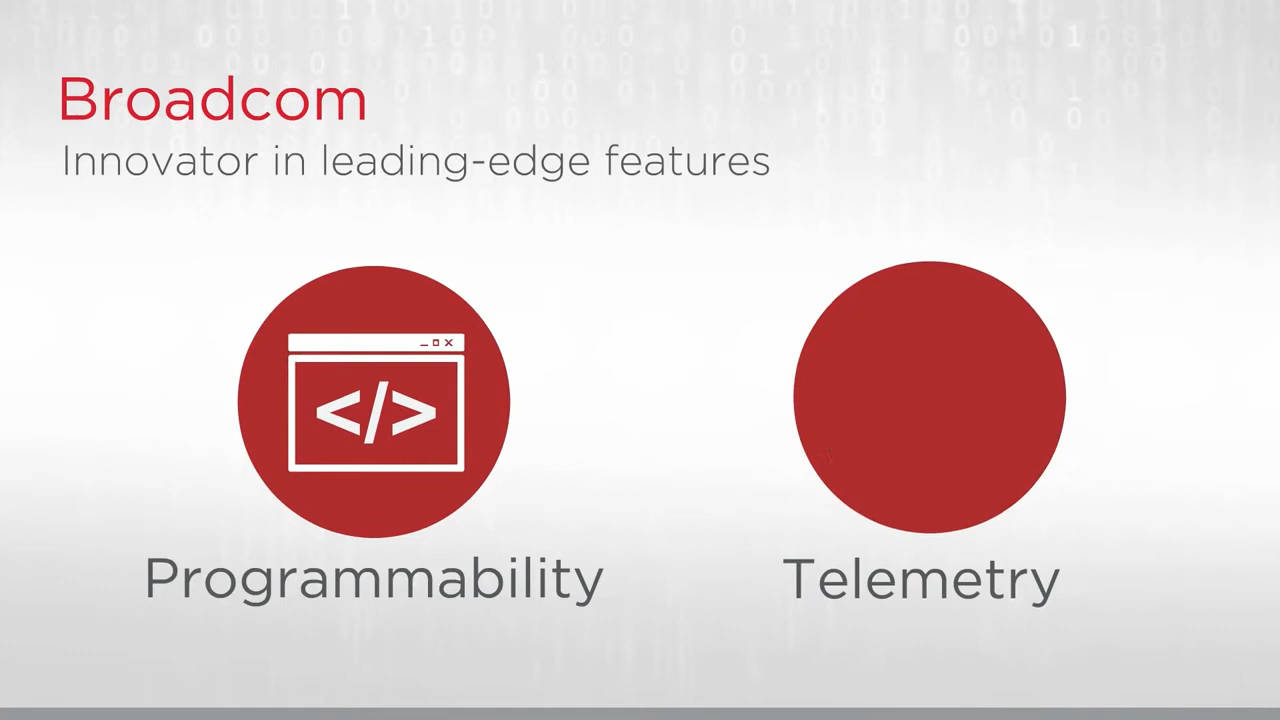 Broadcom
Innovator in leading-edge features
</>
Programmability
Telemetry